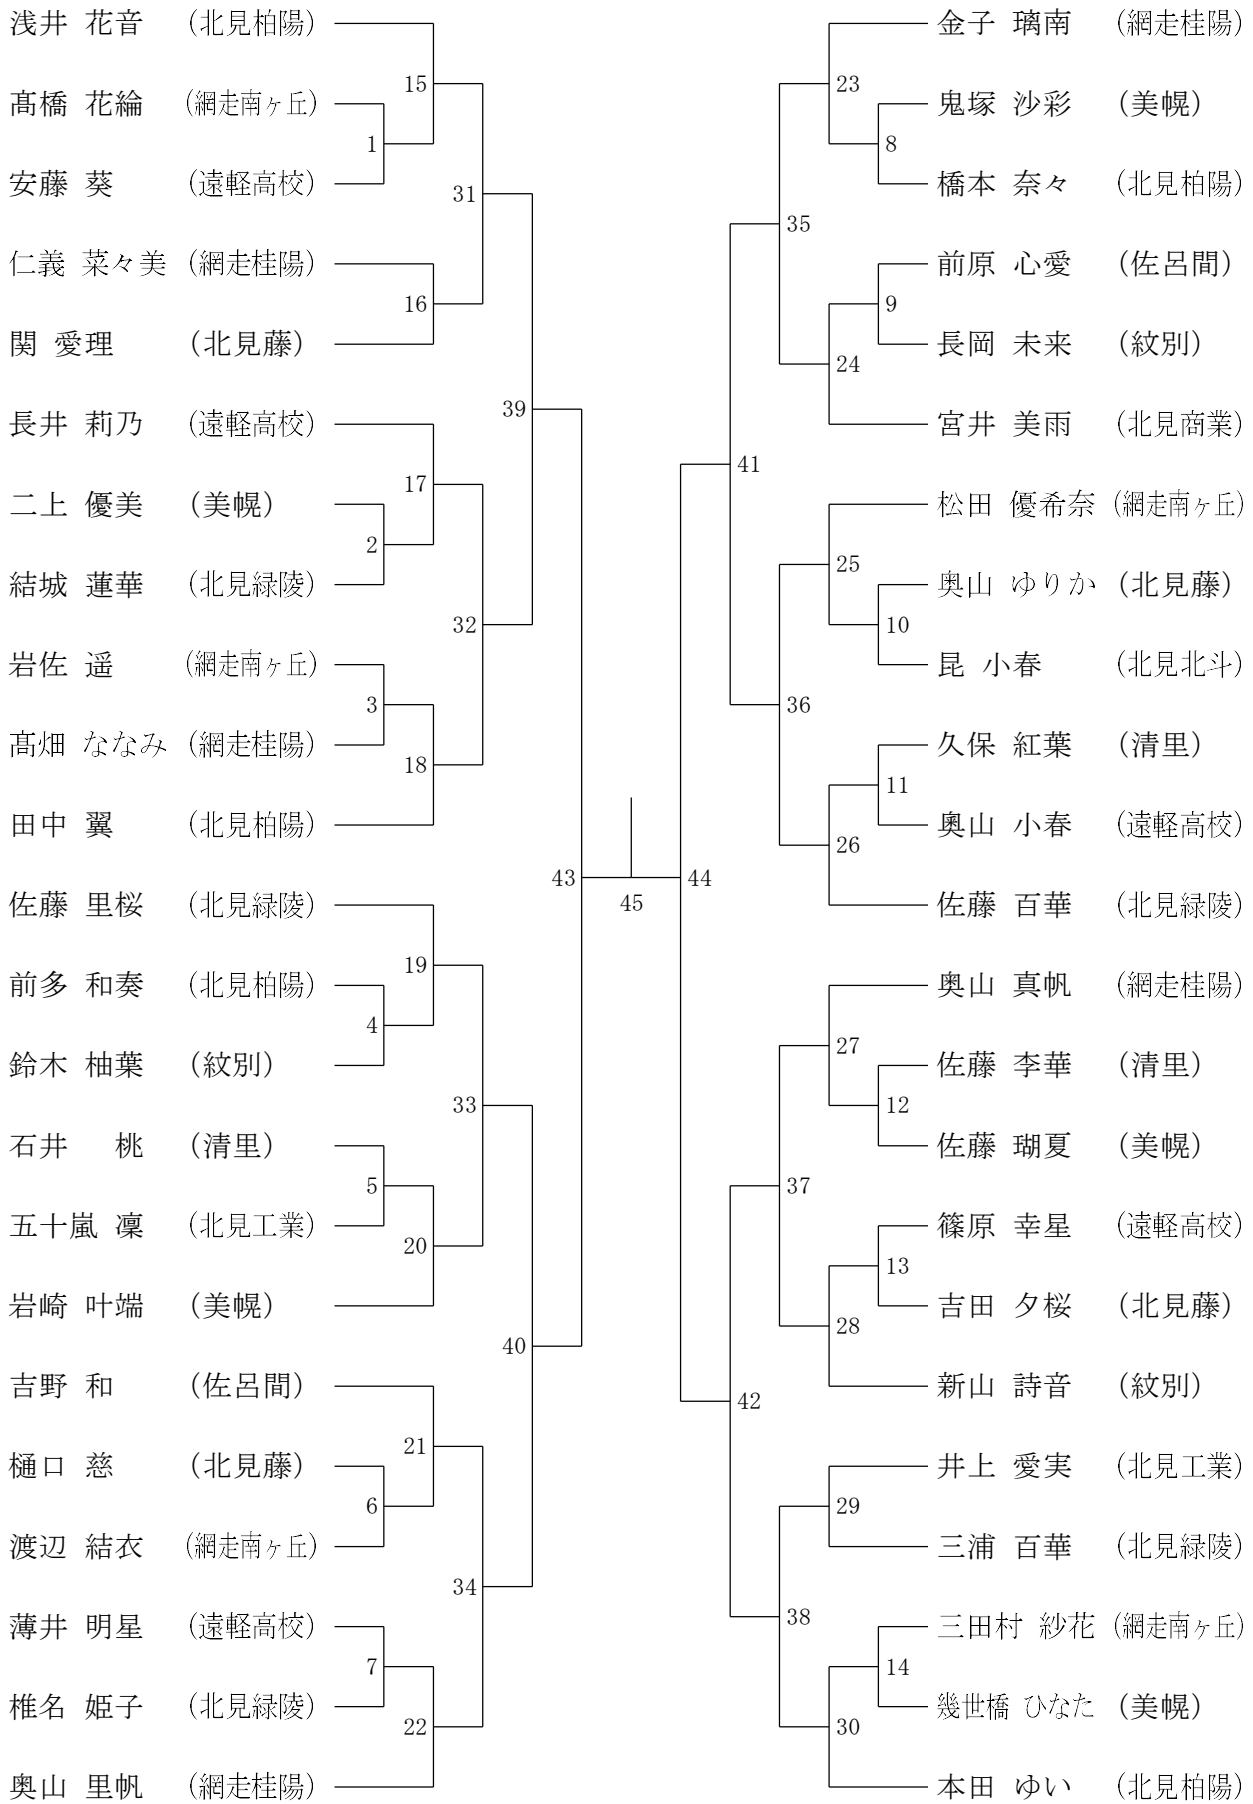 浅井 花音 (北見柏陽)
15
髙橋 花綸 (網走南ヶ丘)
1
安藤 葵 (遠軽高校)
31
仁義 菜々美 (網走桂陽)
16
関 愛理 (北見藤)
39
長井 莉乃 (遠軽高校)
17
二上 優美 (美幌)
2
結城 蓮華 (北見緑陵)
32
岩佐 遥 (網走南ヶ丘)
3
髙畑 ななみ (網走桂陽)
18
田中 翼 (北見柏陽)
43
佐藤 里桜 (北見緑陵)
19
前多 和奏 (北見柏陽)
4
鈴木 柚葉 (紋別)
33
石井 桃 (清里)
5
五十嵐 凜 (北見工業)
20
岩崎 叶端 (美幌)
40
吉野 和 (佐呂間)
21
樋口 慈 (北見藤)
6
渡辺 結衣 (網走南ヶ丘)
34
薄井 明星 (遠軽高校)
7
椎名 姫子 (北見緑陵)
22
奥山 里帆 (網走桂陽)
45
金子 璃南 (網走桂陽)
23
鬼塚 沙彩 (美幌)
8
橋本 奈々 (北見柏陽)
35
前原 心愛 (佐呂間)
9
長岡 未来 (紋別)
24
宮井 美雨 (北見商業)
41
松田 優希奈 (網走南ヶ丘)
25
奥山 ゆりか (北見藤)
10
昆 小春 (北見北斗)
36
久保 紅葉 (清里)
11
奥山 小春 (遠軽高校)
26
佐藤 百華 (北見緑陵)
44
奥山 真帆 (網走桂陽)
27
佐藤 李華 (清里)
12
佐藤 瑚夏 (美幌)
37
篠原 幸星 (遠軽高校)
13
吉田 夕桜 (北見藤)
28
新山 詩音 (紋別)
42
井上 愛実 (北見工業)
29
三浦 百華 (北見緑陵)
38
三田村 紗花 (網走南ヶ丘)
14
幾世橋 ひなた (美幌)
30
本田 ゆい (北見柏陽)